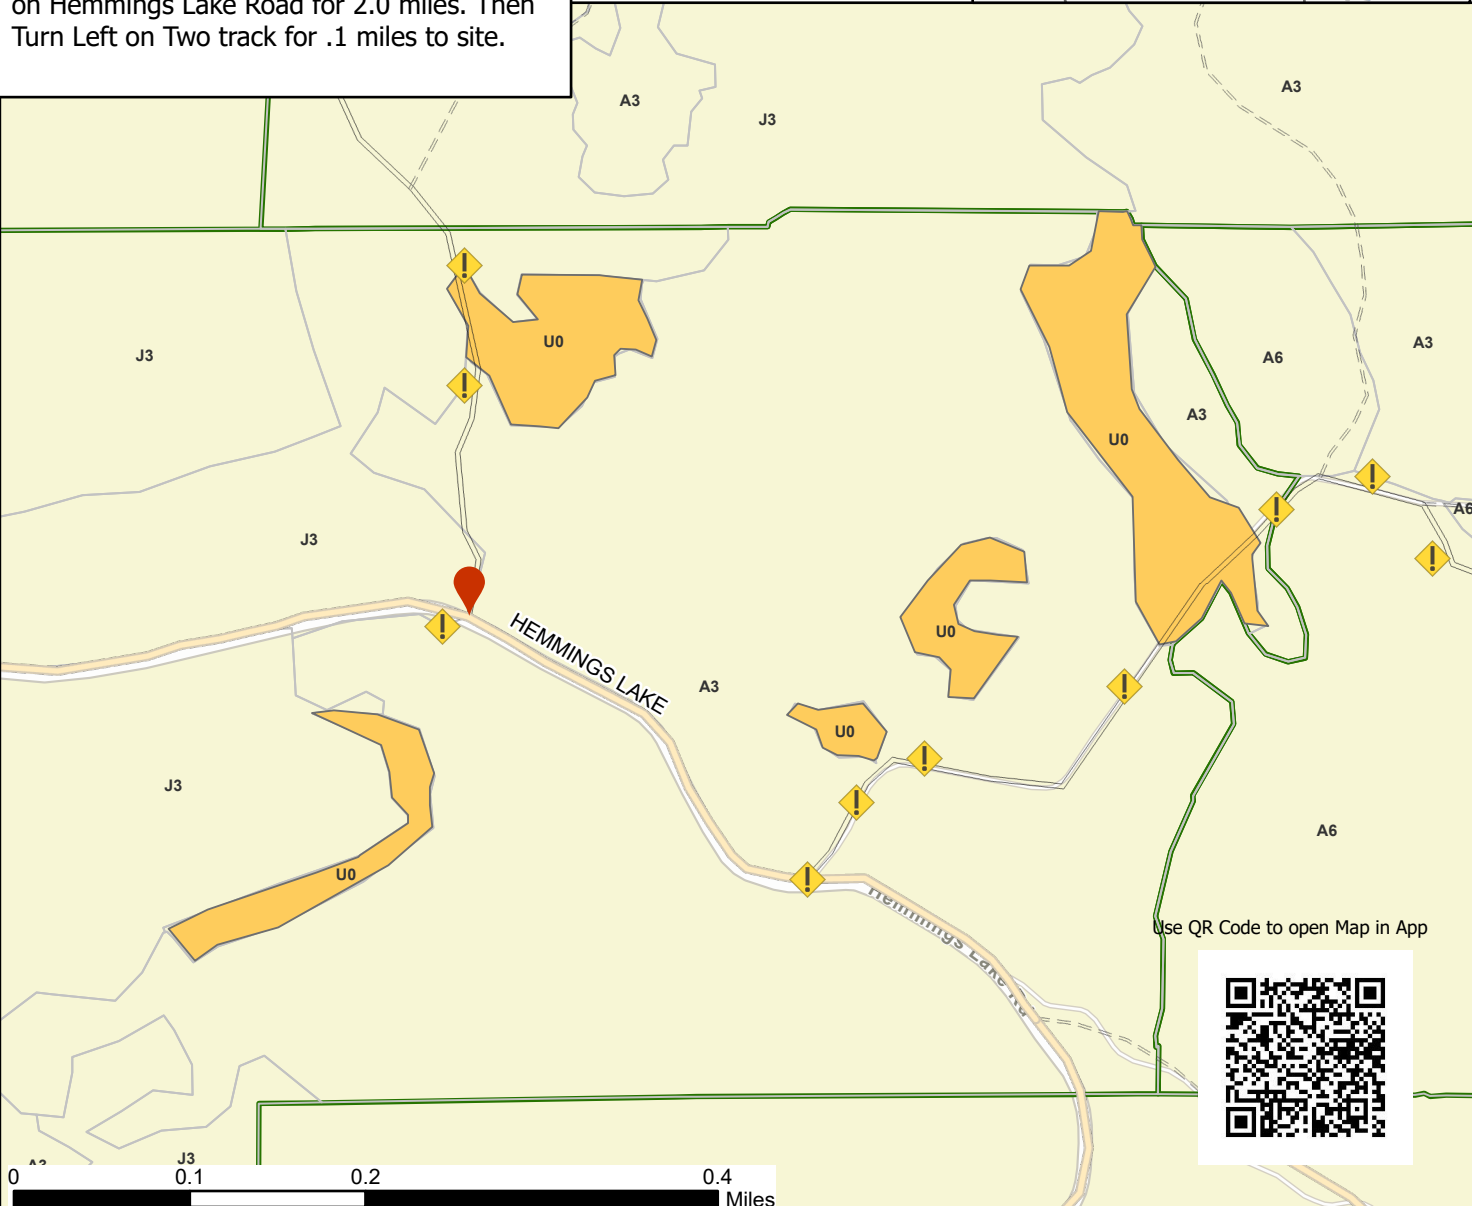 on Hemmings Lake Road for 2.0 miles. Then
Turn Left on Two track for .1 miles to site.
A3
J3
A3
J3
U0
A6
A3
A3
U0
A6
J3
HEMMINGS LAKE
U0
A3
U0
J3
A6
U0
Hemmings Lake Rd
Use QR Code to open Map in App
A3
J3
0 0.1 0.2 0.4
Miles